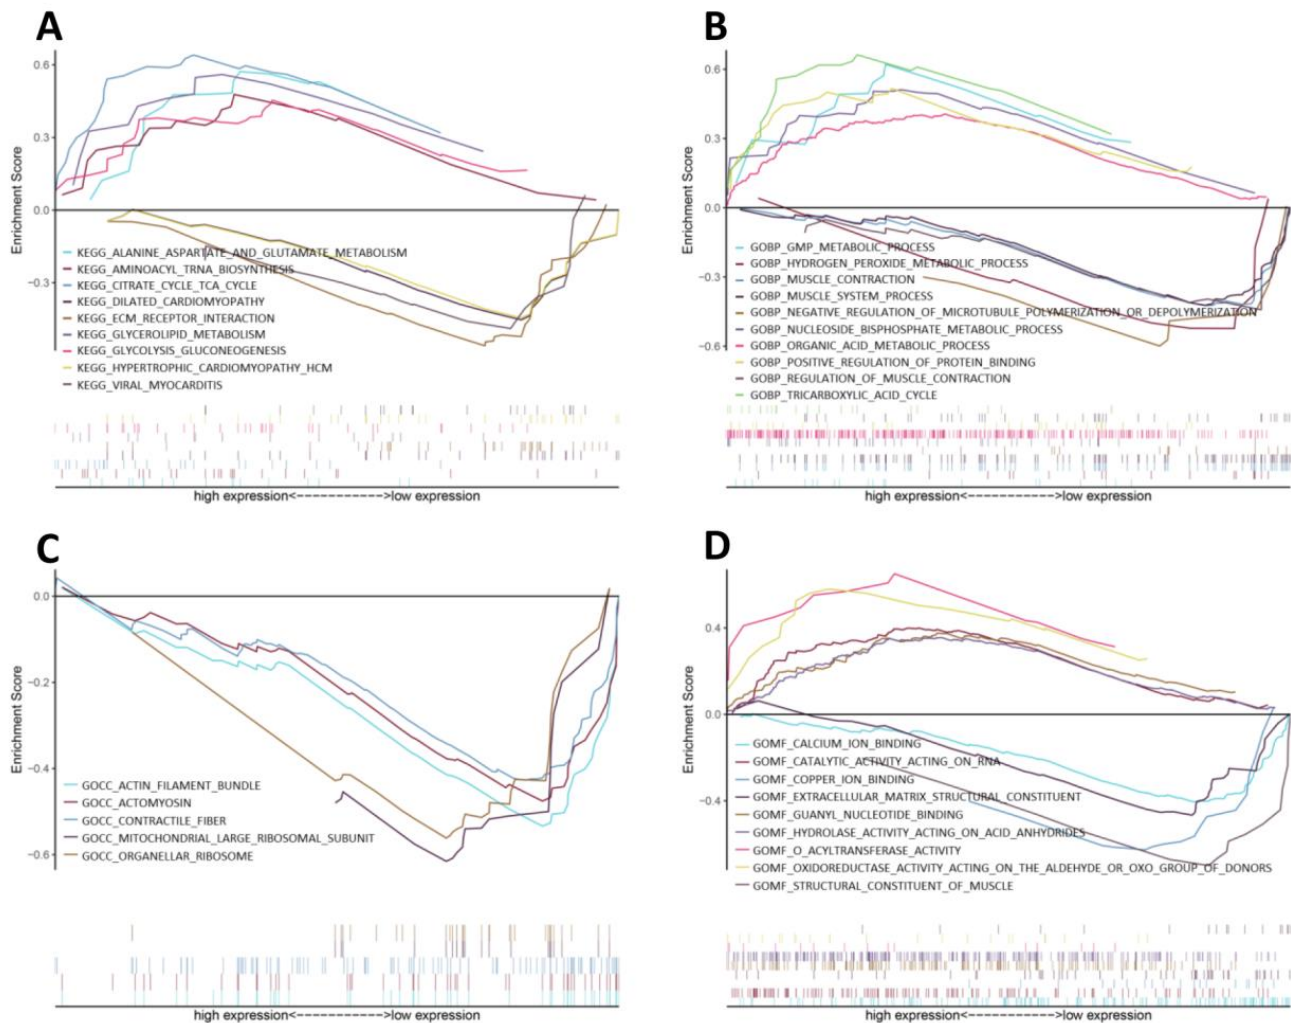 A
Enrichment Score
0.6
0.3
0.0
−0.3
KEGG_ALANINE_ASPARTATE_AND_GLUTAMATE_METABOLISM
KEGG_AMINOACYL_TRNA_BIOSYNTHESIS
KEGG_CITRATE_CYCLE_TCA_CYCLE
KEGG_DILATED_CARDIOMYOPATHY
KEGG_ECM_RECEPTOR_INTERACTION
KEGG_GLYCEROLIPID_METABOLISM
KEGG_GLYCOLYSIS_GLUCONEOGENESIS
KEGG_HYPERTROPHIC_CARDIOMYOPATHY_HCM
KEGG_VIRAL_MYOCARDITIS
high expression<------------>low expression
B
Enrichment Score
0.6
0.3
0.0
−0.3
−0.6
GOBP_GMP_METABOLIC_PROCESS
GOBP_HYDROGEN_PEROXIDE_METABOLIC_PROCESS
GOBP_MUSCLE_CONTRACTION
GOBP_MUSCLE_SYSTEM_PROCESS
GOBP_NEGATIVE_REGULATION_OF_MICROTUBULE_POLYMERIZATION_OR_DEPOLYMERIZATION
GOBP_NUCLEOSIDE_BISPHOSPHATE_METABOLIC_PROCESS
GOBP_ORGANIC_ACID_METABOLIC_PROCESS
GOBP_POSITIVE_REGULATION_OF_PROTEIN_BINDING
GOBP_REGULATION_OF_MUSCLE_CONTRACTION
GOBP_TRICARBOXYLIC_ACID_CYCLE
high expression<------------>low expression
C
Enrichment Score
0.0
−0.2
−0.4
−0.6
GOCC_ACTIN_FILAMENT_BUNDLE
GOCC_ACTOMYOSIN
GOCC_CONTRACTILE_FIBER
GOCC_MITOCHONDRIAL_LARGE_RIBOSOMAL_SUBUNIT
GOCC_ORGANELLAR_RIBOSOME
high expression<------------>low expression
D
Enrichment Score
0.4
0.0
−0.4
GOMF_CALCIUM_ION_BINDING
GOMF_CATALYTIC_ACTIVITY_ACTING_ON_RNA
GOMF_COPPER_ION_BINDING
GOMF_EXTRACELLULAR_MATRIX_STRUCTURAL_CONSTITUENT
GOMF_GUANYL_NUCLEOTIDE_BINDING
GOMF_HYDROLASE_ACTIVITY_ACTING_ON_ACID_ANHYDRIDES
GOMF_O_ACYLTRANSFERASE_ACTIVITY
GOMF_OXIDOREDUCTASE_ACTIVITY_ACTING_ON_THE_ALDEHYDE_OR_OXO_GROUP_OF_DONORS
GOMF_STRUCTURAL_CONSTITUENT_OF_MUSCLE
high expression<------------>low expression